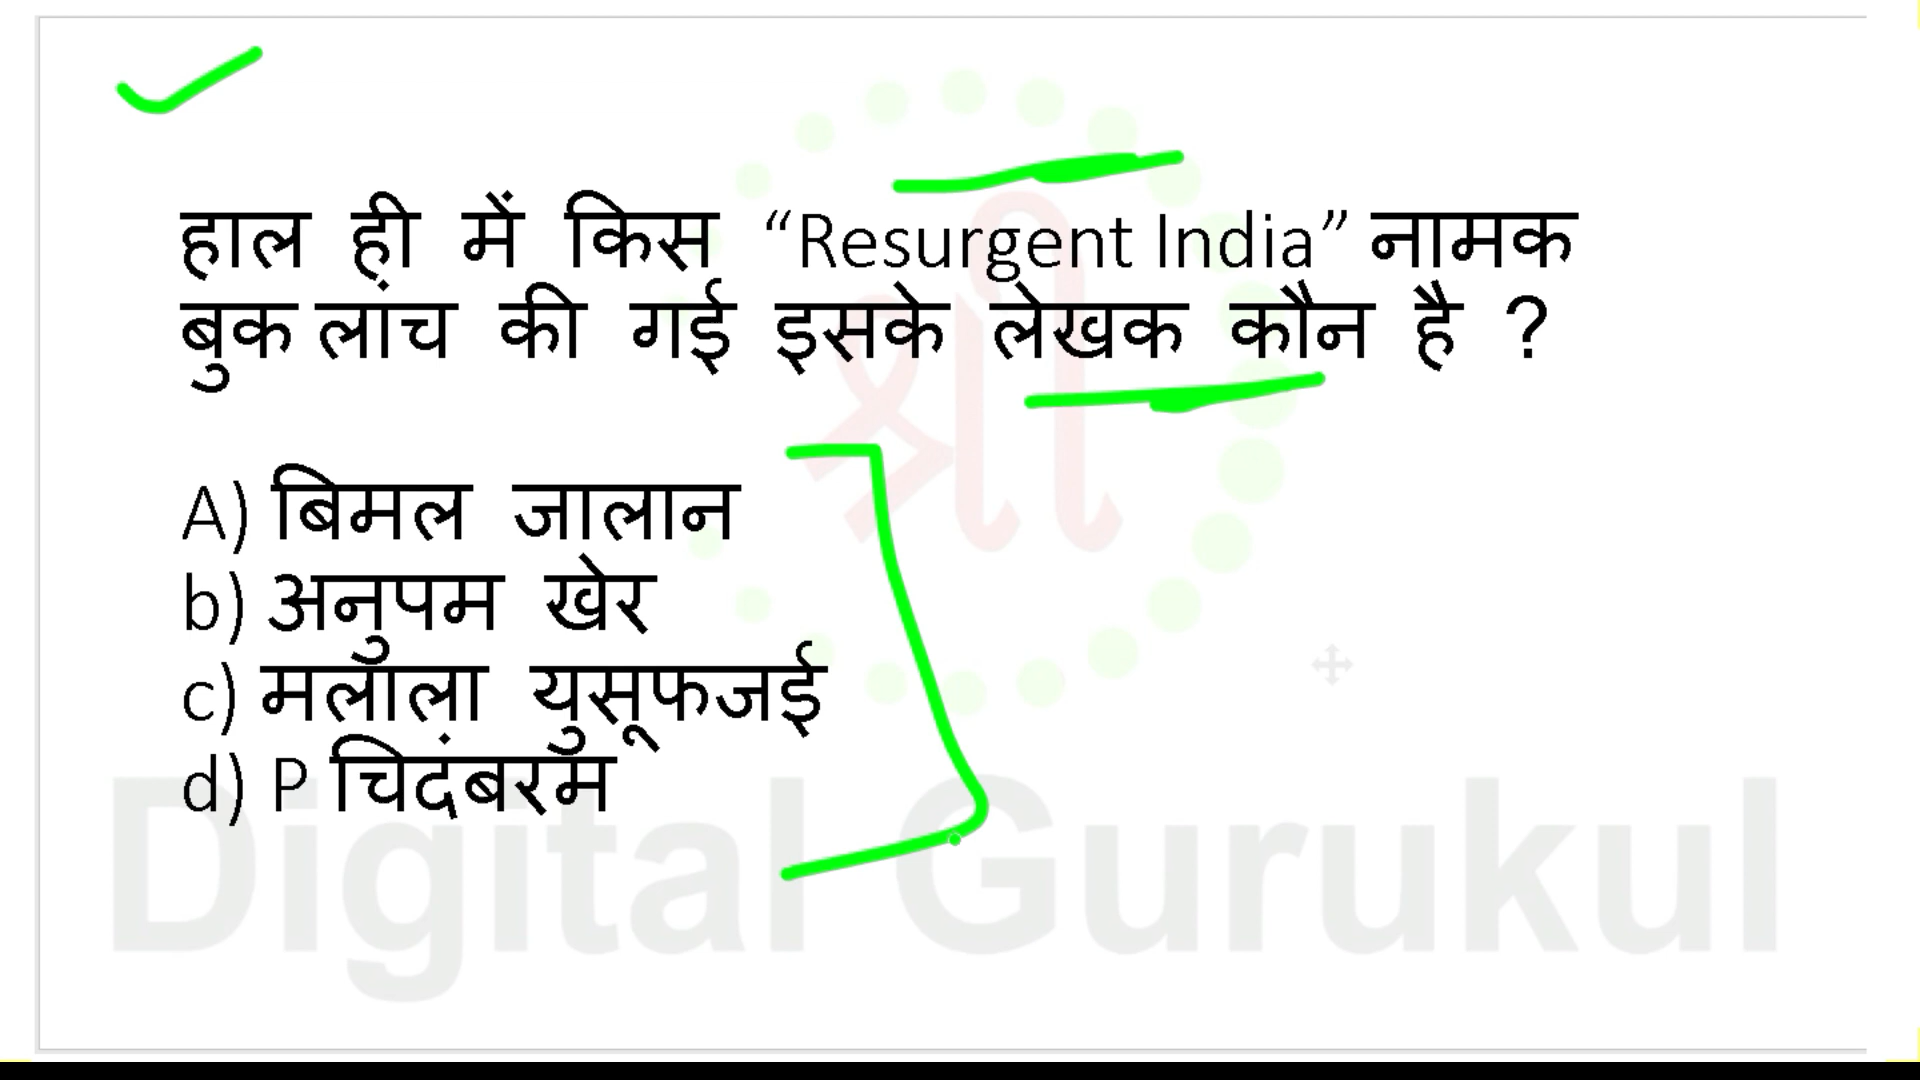 हाल ही में किस “Resurgent India” नामक
बुक लांच की गई इसके लेखक कौन है ?
A) बिमल जालान
b) अनुपम खेर
c) मलाला युसूफजई
d) P चिदंबरम
श्री
Digital Gurukul